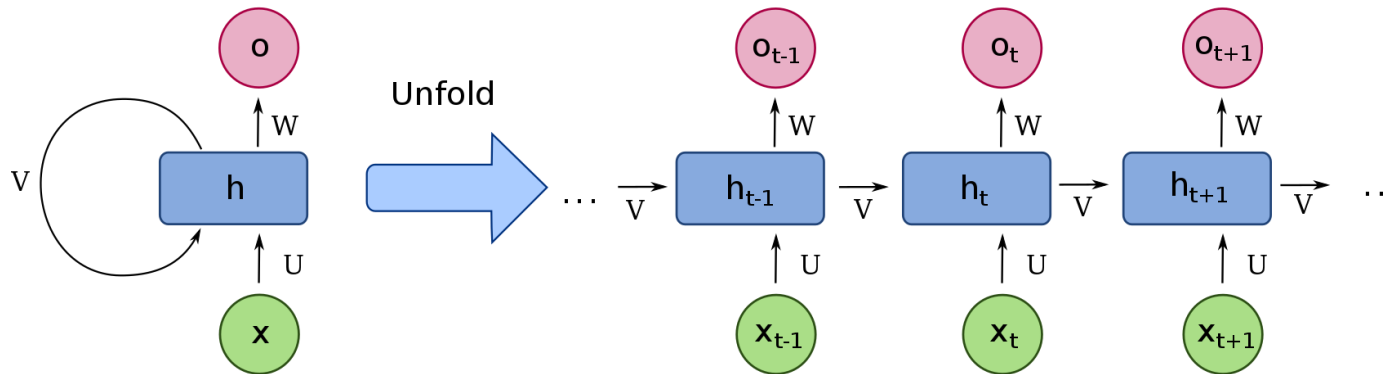 o
W
V
h
U
x
Unfold
...
V
o_{t-1}
W
h_{t-1}
V
U
x_{t-1}
o_t
W
h_t
V
U
x_t
o_{t+1}
W
h_{t+1}
V
U
x_{t+1}
..